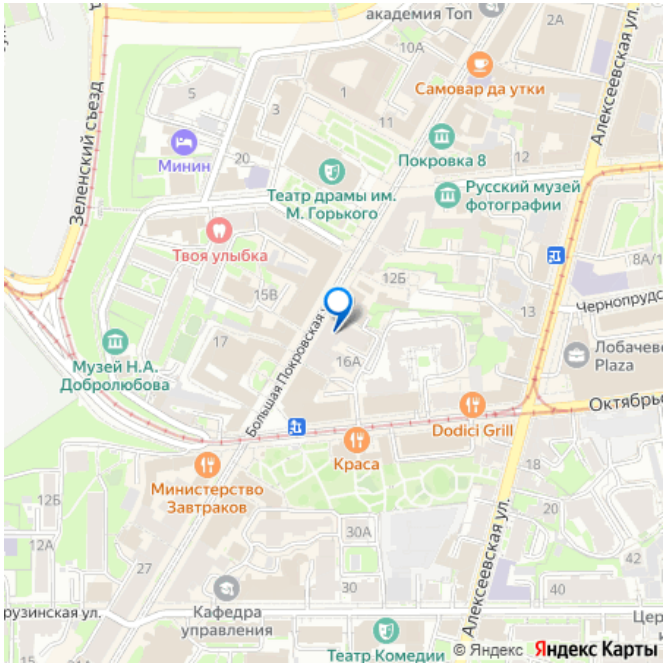 академия Топ
10А
2А
Самовар да утки
Алексеевская ул.
Зеленский съезд
5
3
1
11
Минин
20
Покровка 8
12
Театр драмы им.
М. Горького
Русский музей
фотографии
Твоя улыбка
12Б
8А/1
15В
Чернопрудс
13
Большая Покровская
17
16А
Музей Н.А.
Добролюбова
Лобачевс
Plaza
Октябрьс
Dodici Grill
Краса
Министерство
Завтраков
18
12Б
Алексеевская ул.
12А
30А
27
30
20
40
рузинская ул.
Кафедра
управления
Цер
Театр Комедии
© Яндекс Яндекс Карты